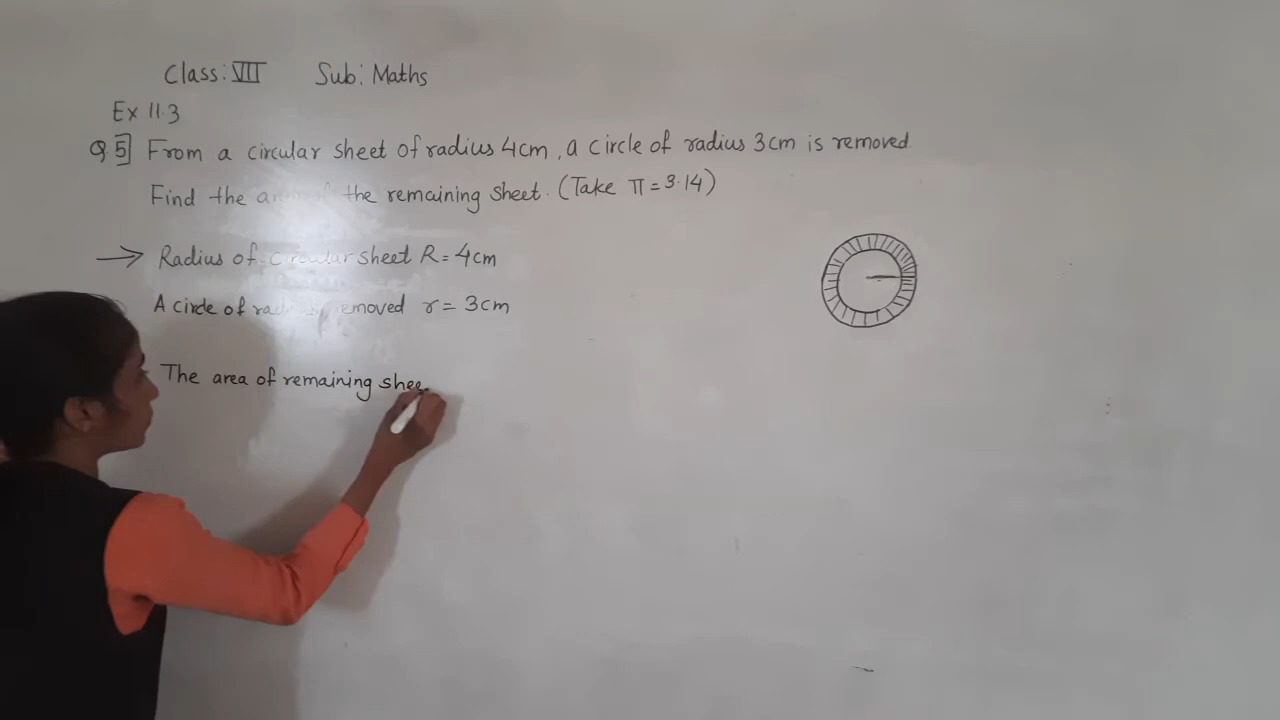 Class: VII Sub: Maths
Ex 11.3
Q.5] From a circular sheet of radius 4cm, a circle of radius 3cm is removed
Find the area of the remaining sheet. (Take π = 3.14)
→ Radius of circular sheet R = 4cm
A circle of radius removed r = 3cm
The area of remaining shee